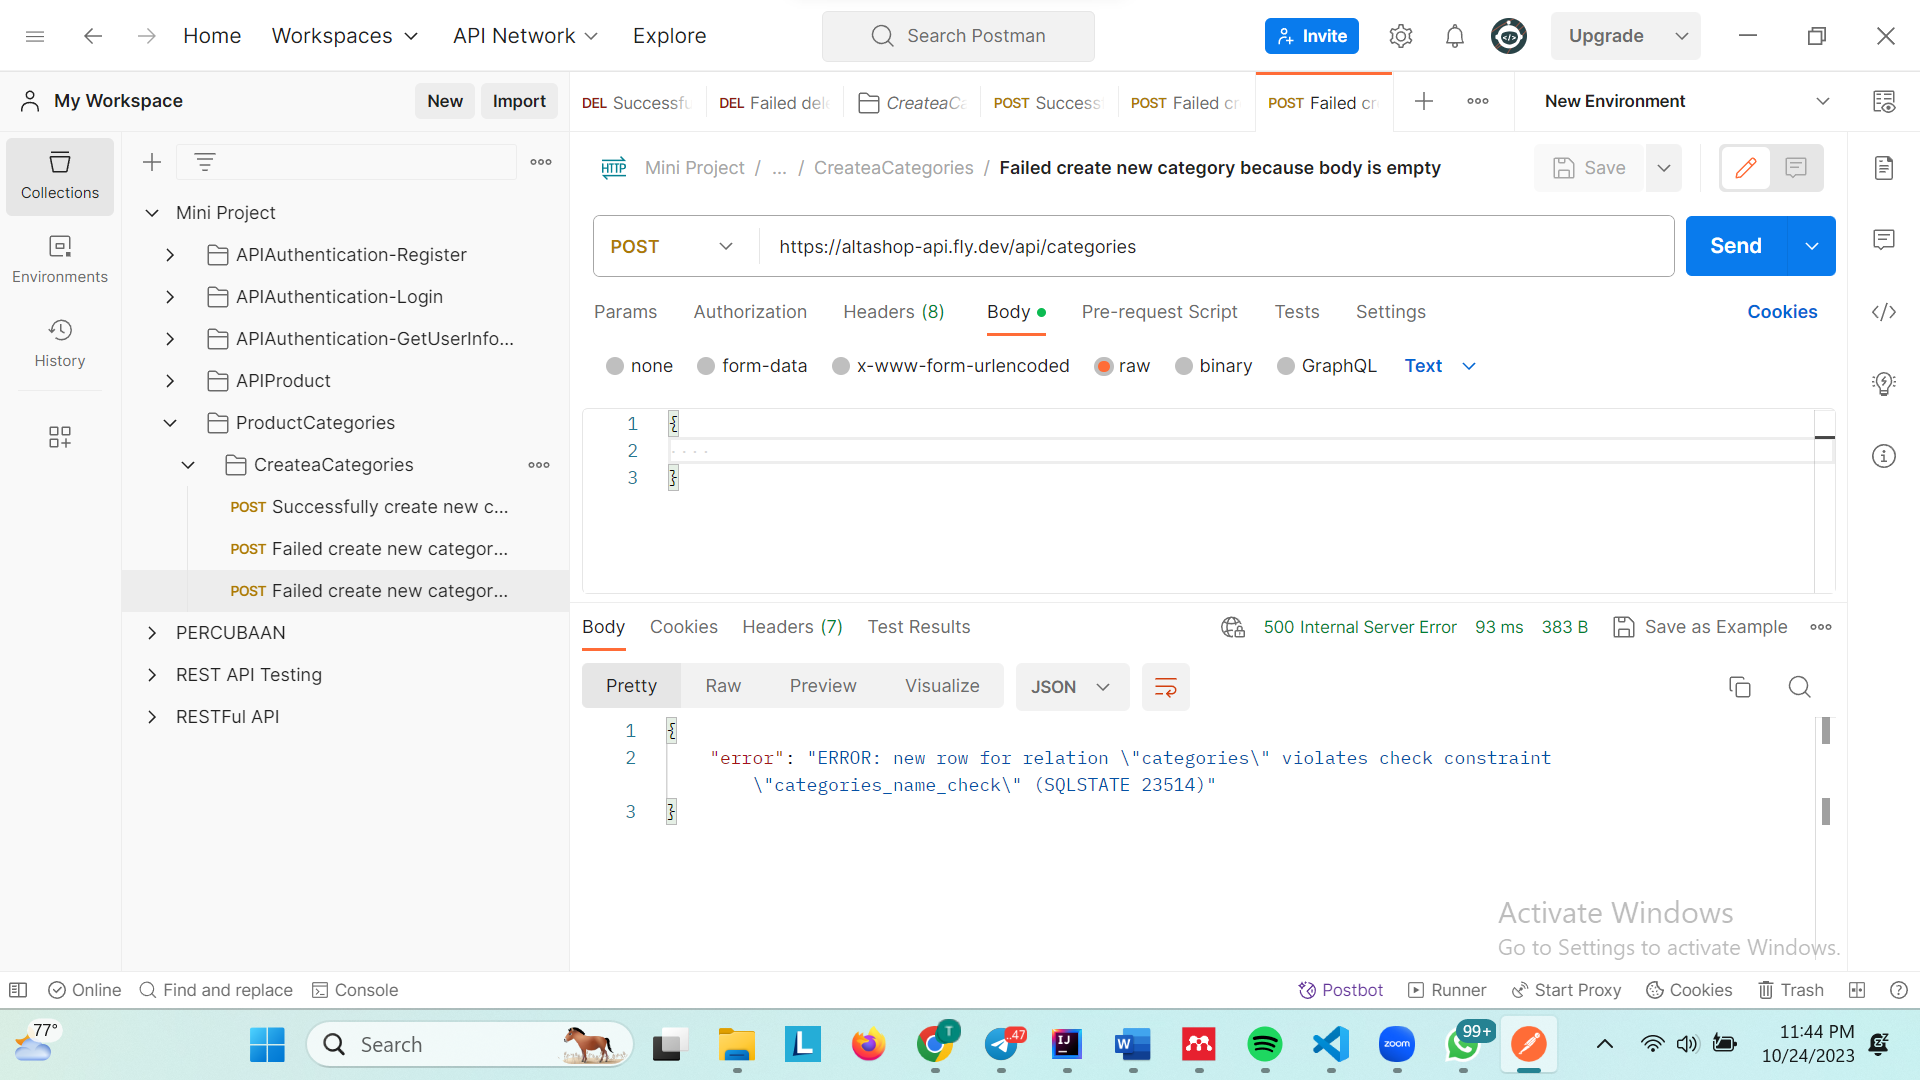 Home
Workspaces
API Network
Explore
Search Postman
Invite
Upgrade
My Workspace
New
Import
DEL Successfu
DEL Failed dele
CreateaCa
POST Success
POST Failed cr
POST Failed cr
New Environment
Collections
Environments
History
Mini Project
APIAuthentication-Register
APIAuthentication-Login
APIAuthentication-GetUserInfo...
APIProduct
ProductCategories
CreateaCategories
POST Successfully create new c...
POST Failed create new categor...
POST Failed create new categor...
PERCUBAAN
REST API Testing
RESTFul API
HTTP
Mini Project / ... / CreateaCategories / Failed create new category because body is empty
Save
POST
https://altashop-api.fly.dev/api/categories
Send
Params
Authorization
Headers (8)
Body
Pre-request Script
Tests
Settings
Cookies
none
form-data
x-www-form-urlencoded
raw
binary
GraphQL
Text
1 {
2
3 }
Body
Cookies
Headers (7)
Test Results
500 Internal Server Error
93 ms
383 B
Save as Example
Pretty
Raw
Preview
Visualize
JSON
1 {
2 "error": "ERROR: new row for relation \"categories\" violates check constraint
\"categories_name_check\" (SQLSTATE 23514)"
3 }
Activate Windows
Go to Settings to activate Windows.
Online
Find and replace
Console
Postbot
Runner
Start Proxy
Cookies
Trash
77°
Search
L
T
..47
IJ
W
zoom
99+
11:44 PM
10/24/2023